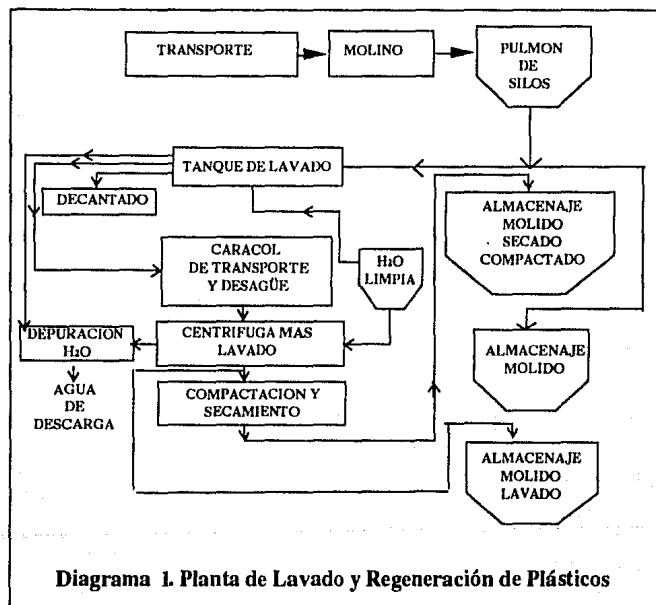 TRANSPORTE
MOLINO
PULMON
DE
SILOS
TANQUE DE LAVADO
DECANTADO
ALMACENAJE
MOLIDO
SECADO
COMPACTADO
CARACOL
DE TRANSPORTE
Y DESAGÜE
H2O
LIMPIA
DEPURACION
H2O
CENTRIFUGA MAS
LAVADO
ALMACENAJE
MOLIDO
AGUA
DE
DESCARGA
COMPACTACION Y
SECAMIENTO
ALMACENAJE
MOLIDO
LAVADO
Diagrama 1. Planta de Lavado y Regeneración de Plásticos